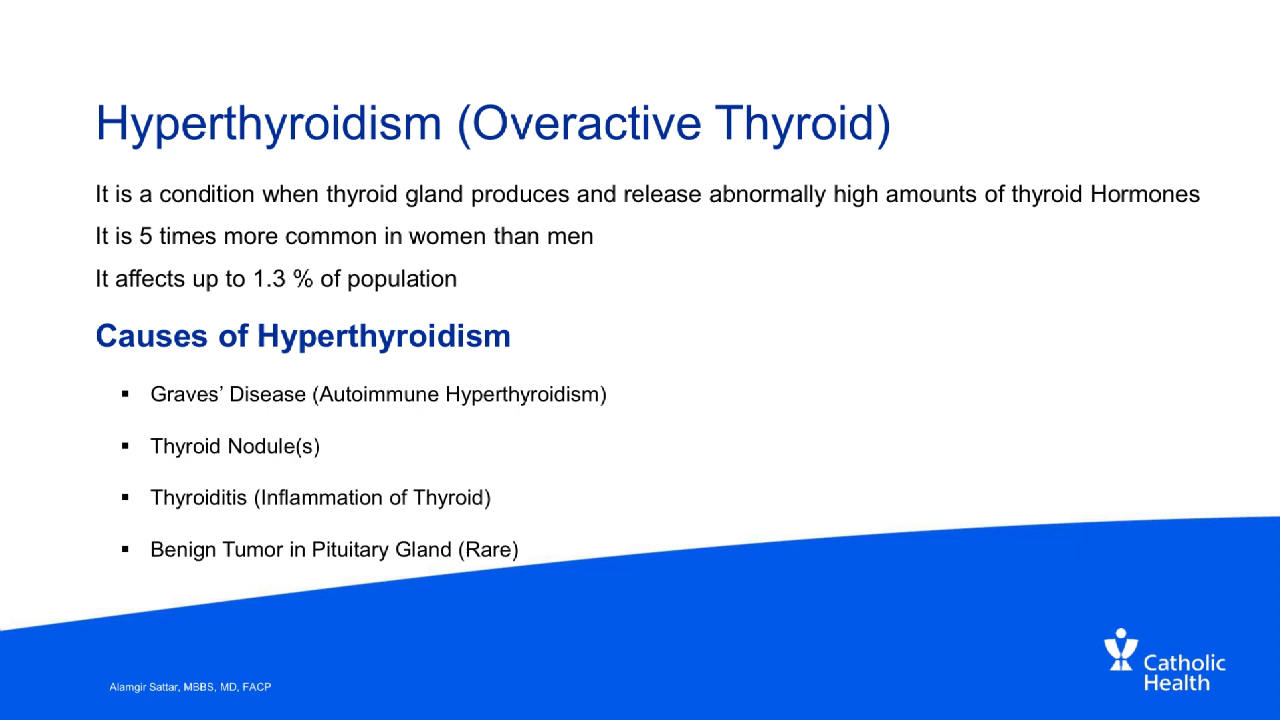 Hyperthyroidism (Overactive Thyroid)
It is a condition when thyroid gland produces and release abnormally high amounts of thyroid Hormones
It is 5 times more common in women than men
It affects up to 1.3 % of population
Causes of Hyperthyroidism
▪ Graves’ Disease (Autoimmune Hyperthyroidism)
▪ Thyroid Nodule(s)
▪ Thyroiditis (Inflammation of Thyroid)
▪ Benign Tumor in Pituitary Gland (Rare)
Alamgir Sattar, MBBS, MD, FACP
Catholic
Health